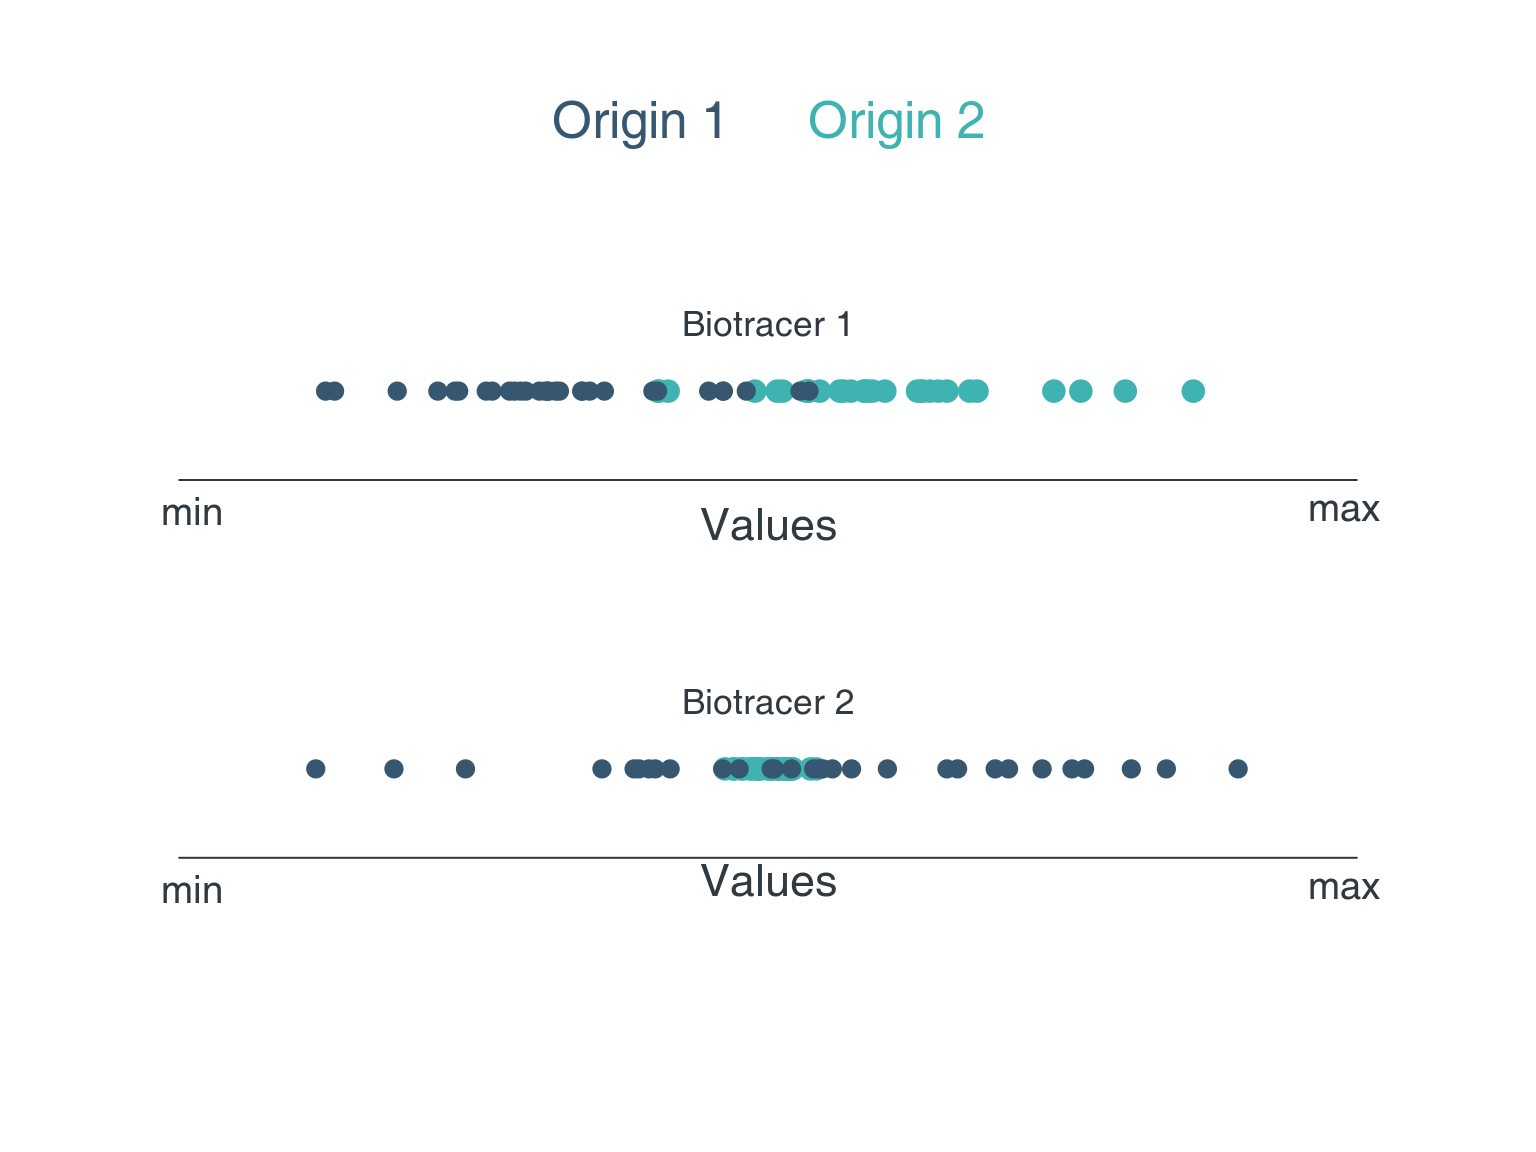 Origin 1 Origin 2
Biotracer 1
min Values max
Biotracer 2
min Values max